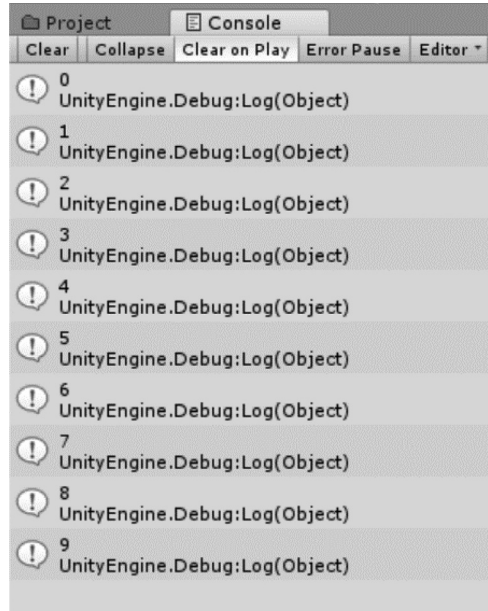 Project Console
Clear Collapse Clear on Play Error Pause Editor
0
UnityEngine.Debug:Log(Object)
1
UnityEngine.Debug:Log(Object)
2
UnityEngine.Debug:Log(Object)
3
UnityEngine.Debug:Log(Object)
4
UnityEngine.Debug:Log(Object)
5
UnityEngine.Debug:Log(Object)
6
UnityEngine.Debug:Log(Object)
7
UnityEngine.Debug:Log(Object)
8
UnityEngine.Debug:Log(Object)
9
UnityEngine.Debug:Log(Object)